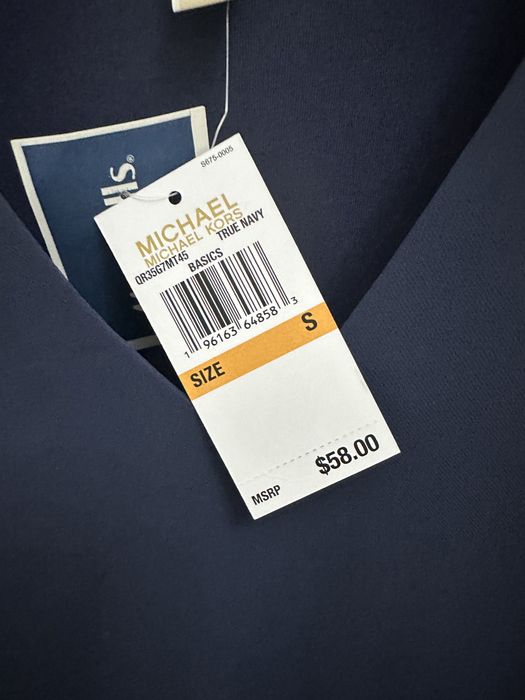 S675-0005
MICHAEL
MICHAEL KORS
QR35G7MT45 TRUE NAVY
BASICS
1 96163 64858 3
SIZE S
MSRP $58.00